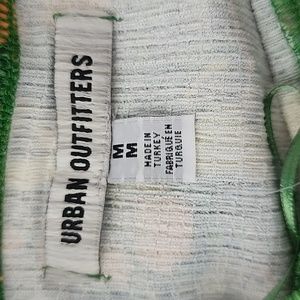 URBAN OUTFITTERS
M
M
MADE IN
TURKEY
FABRIQUÉ EN
TURQUIE